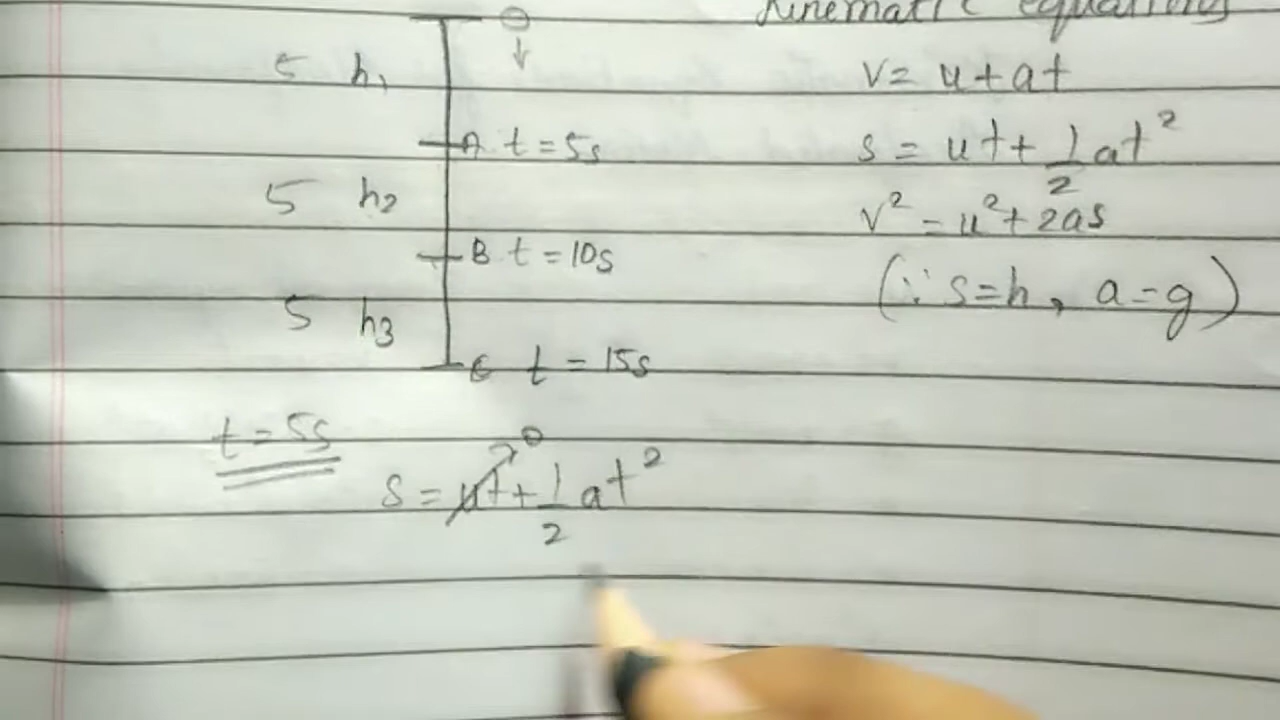 Kinematic equations
5 h₁
v = u + at
A t = 5s
s = ut + 1/2 at²
5 h₂
v² = u² + 2as
B t = 10s
(∵ s = h, a = g)
5 h₃
C t = 15s
t = 5s
s = ut → 0 + 1/2 at²